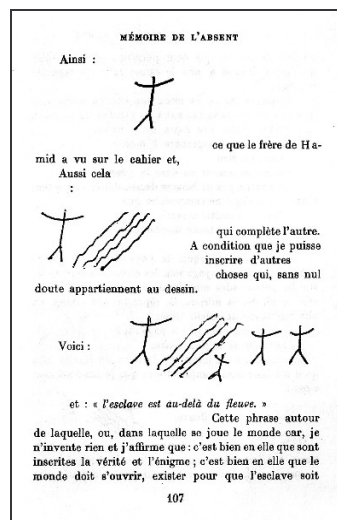 MÉMOIRE DE L'ABSENT
Ainsi :
ce que le frère de Ha-
mid a vu sur le cahier et,
Aussi cela
:
qui complète l'autre.
A condition que je puisse
inscrire d'autres
choses qui, sans nul
doute appartiennent au dessin.
Voici :
et : « l'esclave est au-delà du fleuve. »
Cette phrase autour
de laquelle, ou, dans laquelle se joue le monde car, je
n'invente rien et j'affirme que : c'est bien en elle que sont
inscrites la vérité et l'énigme ; c'est bien en elle que le
monde doit s'ouvrir, exister pour que l'esclave soit
107